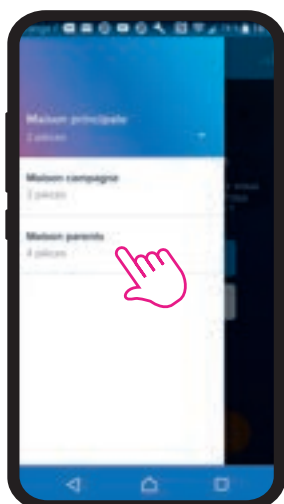 Maison principale
2 pièces
Maison campagne
3 pièces
Maison parents
4 pièces